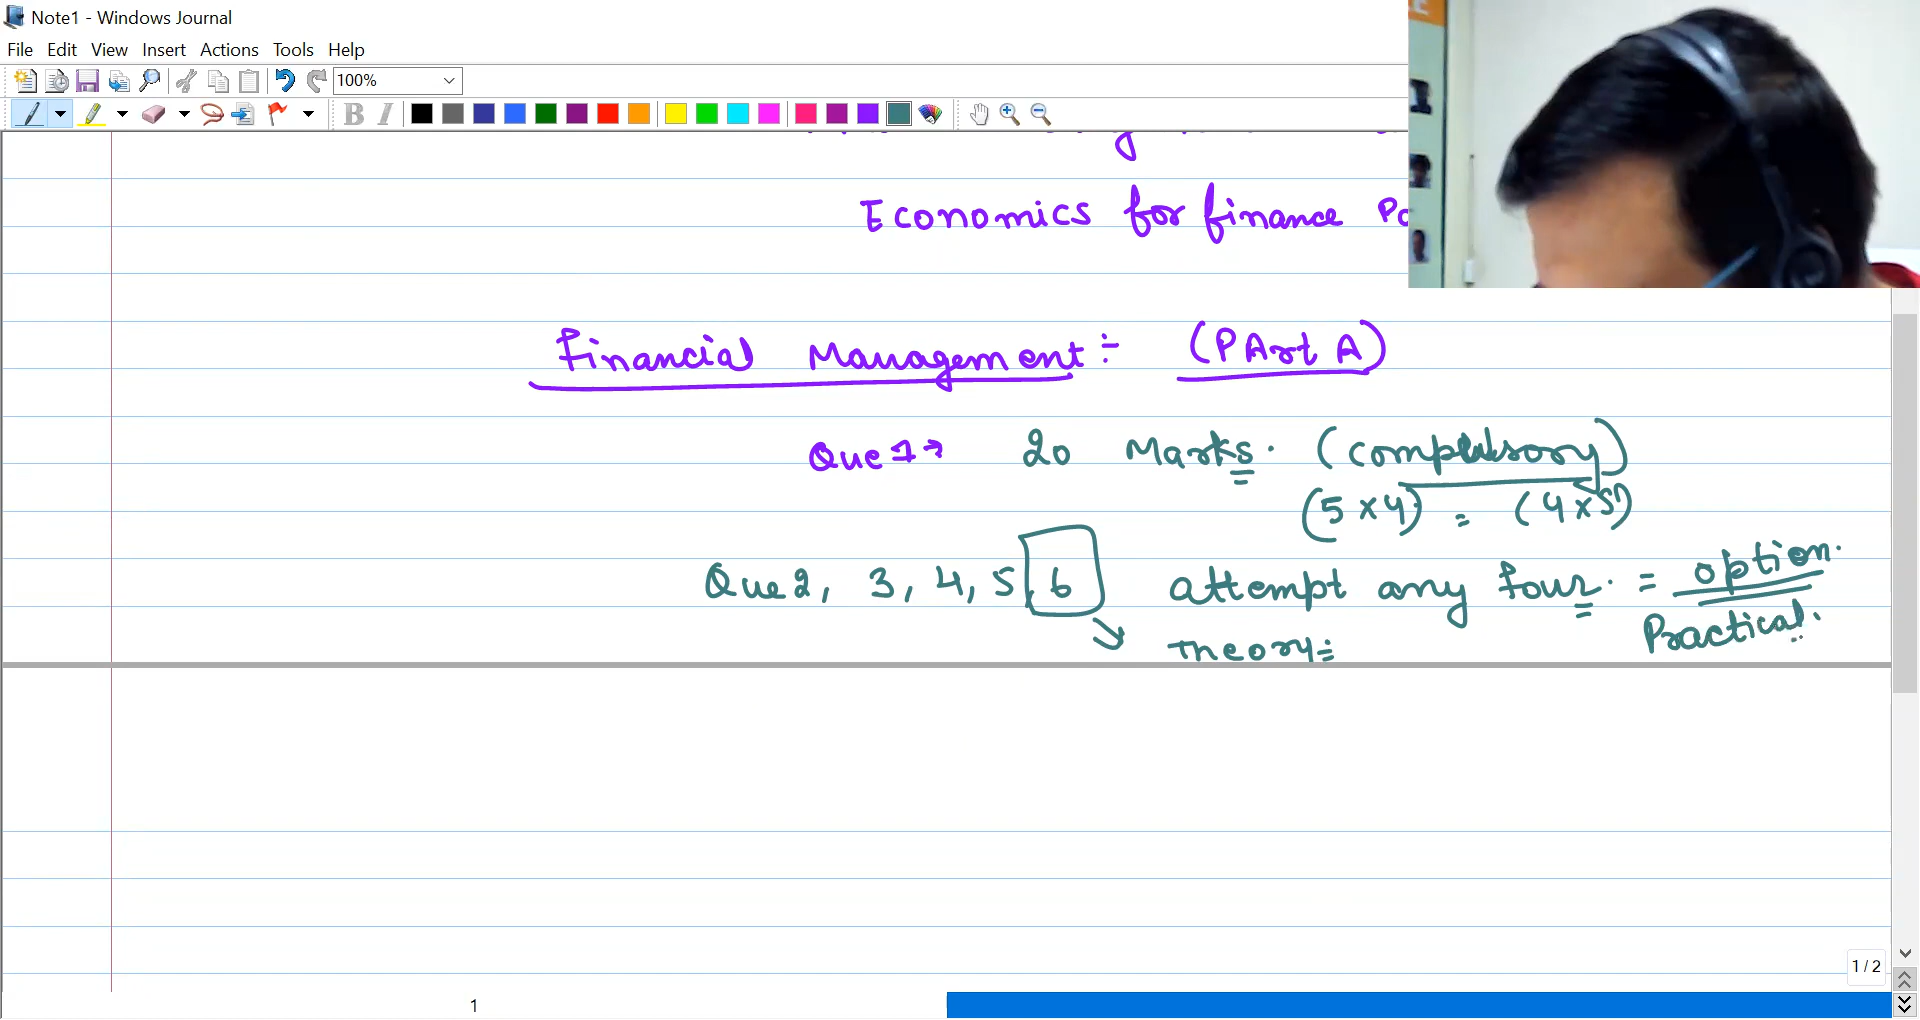 Note1 - Windows Journal
File Edit View Insert Actions Tools Help
100%
B I
Economics for finance
Financial Management :- (PArt A)
Que 1 → 20 Marks. (compulsory)
(5 x 4) = (4 x 5)
Que 2, 3, 4, 5, 6 attempt any four. = option.
Theory = Practical.
1 / 2
1